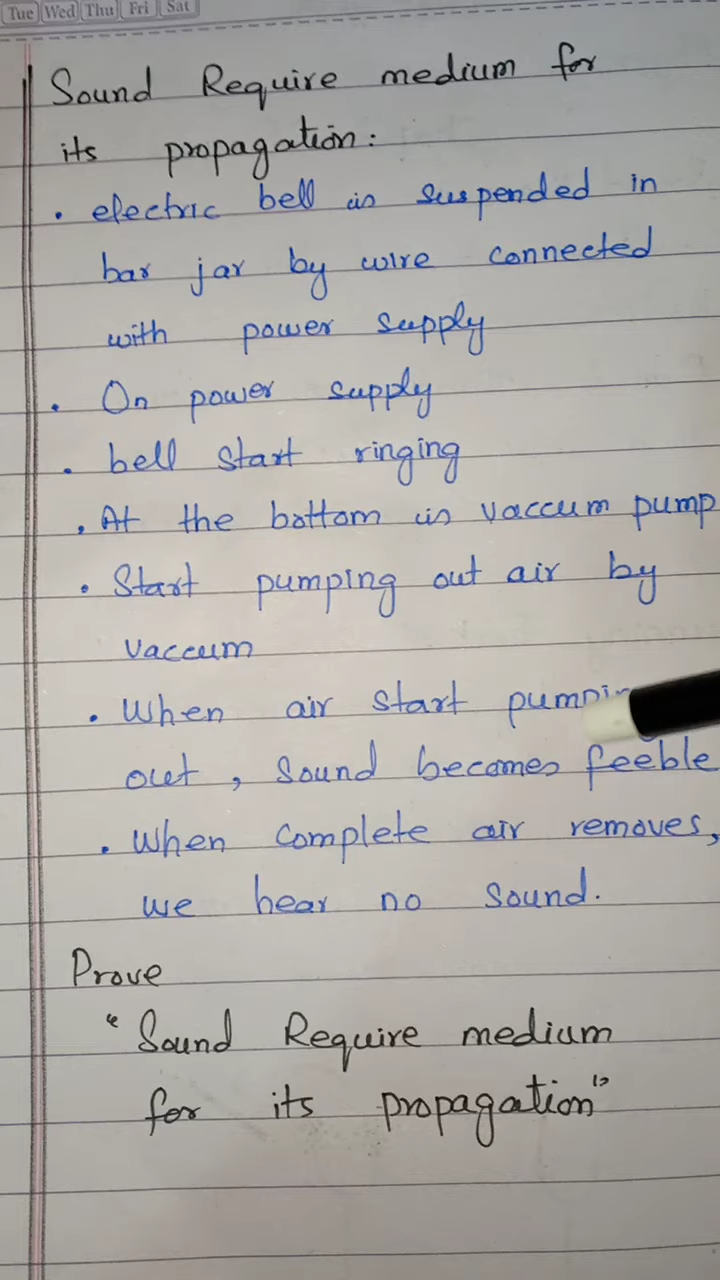 Tue Wed Thu Fri Sat
Sound Require medium for
its propagation:
• electric bell is suspended in
bar jar by wire connected
with power supply
• On power supply
• bell start ringing
• At the bottom is vaccum pump
• Start pumping out air by
vaccum
• When air start
out, Sound becomes feeble
• When complete air removes,
we hear no sound.
Prove
"Sound Require medium
for its propagation"